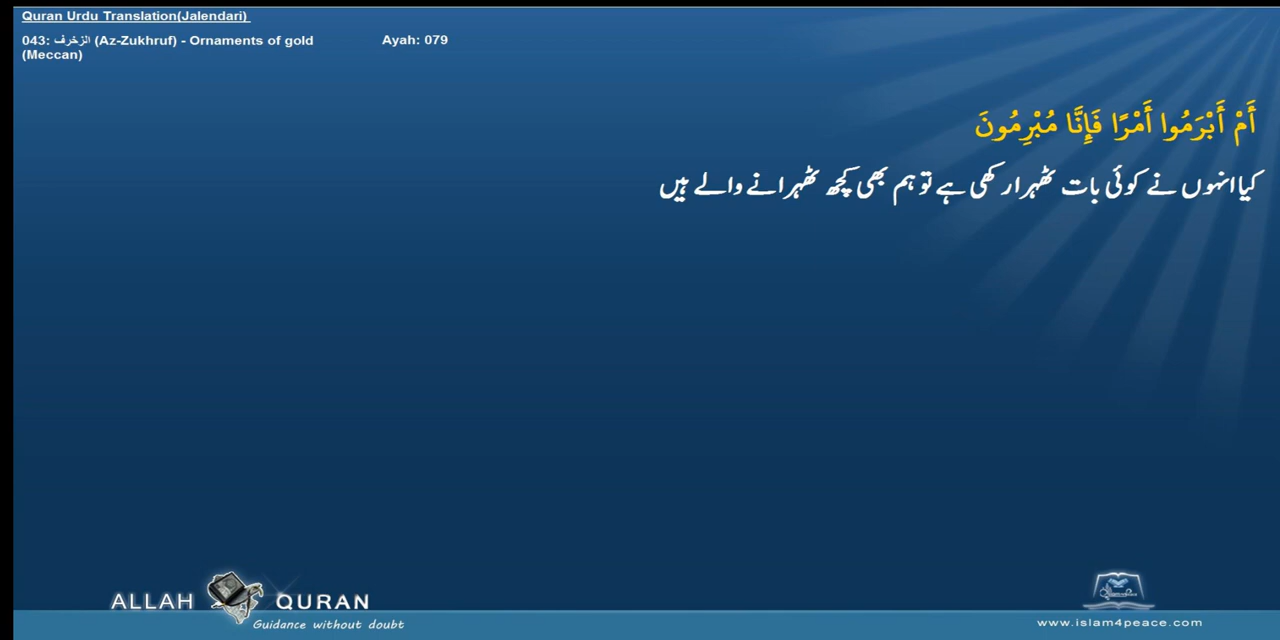 Quran Urdu Translation(Jalendari)
043: الزخرف (Az-Zukhruf) - Ornaments of gold (Meccan)
Ayah: 079
أَمْ أَبْرَمُوا أَمْرًا فَإِنَّا مُبْرِمُونَ
کیا انہوں نے کوئی بات ٹھہرا رکھی ہے تو ہم بھی کچھ ٹھہرانے والے ہیں
ALLAH QURAN
Guidance without doubt
www.islam4peace.com